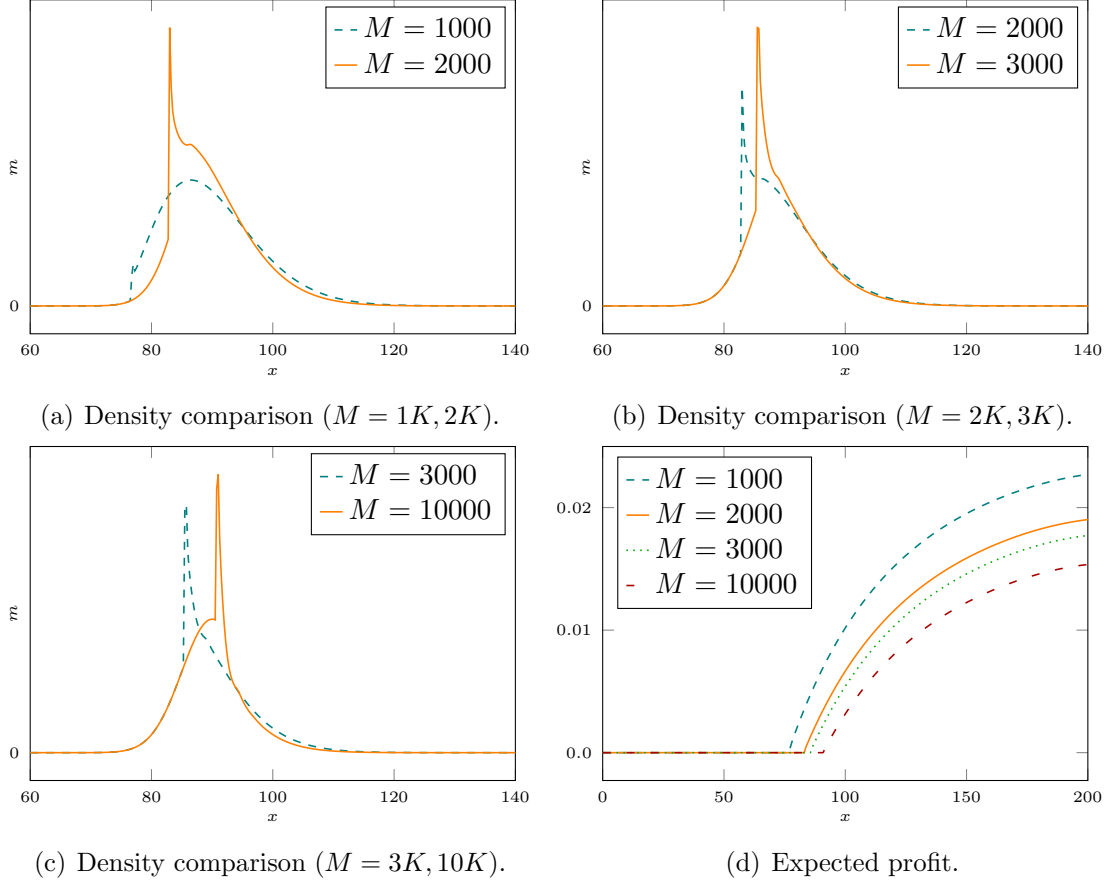 M = 1000
M = 2000
m
0
60 80 100 120 140
x
(a) Density comparison (M = 1K, 2K).
M = 2000
M = 3000
m
0
60 80 100 120 140
x
(b) Density comparison (M = 2K, 3K).
M = 3000
M = 10000
m
0
60 80 100 120 140
x
(c) Density comparison (M = 3K, 10K).
M = 1000
M = 2000
M = 3000
M = 10000
0.02
0.01
0.0
0 50 100 150 200
x
(d) Expected profit.